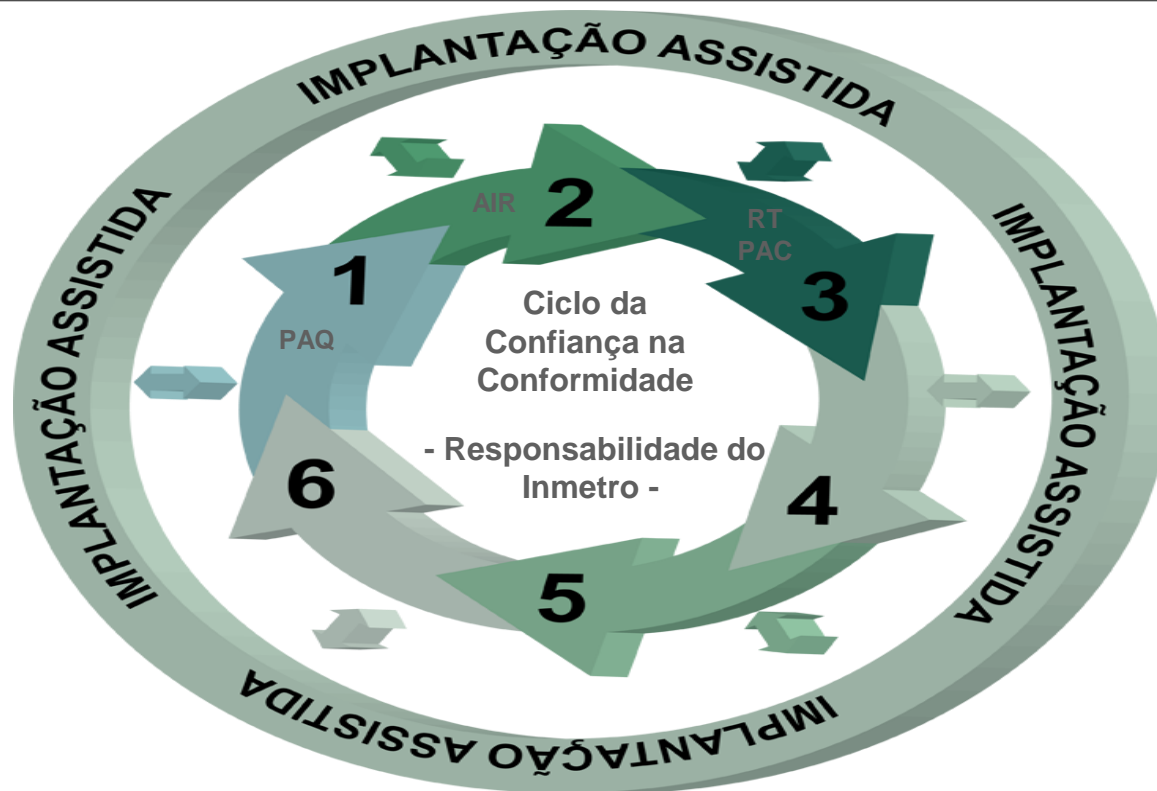 IMPLANTAÇÃO ASSISTIDA
IMPLANTAÇÃO ASSISTIDA
IMPLANTAÇÃO ASSISTIDA
IMPLANTAÇÃO ASSISTIDA
1
PAQ
2
AIR
3
RT
PAC
4
5
6
Ciclo da
Confiança na
Conformidade
- Responsabilidade do
Inmetro -